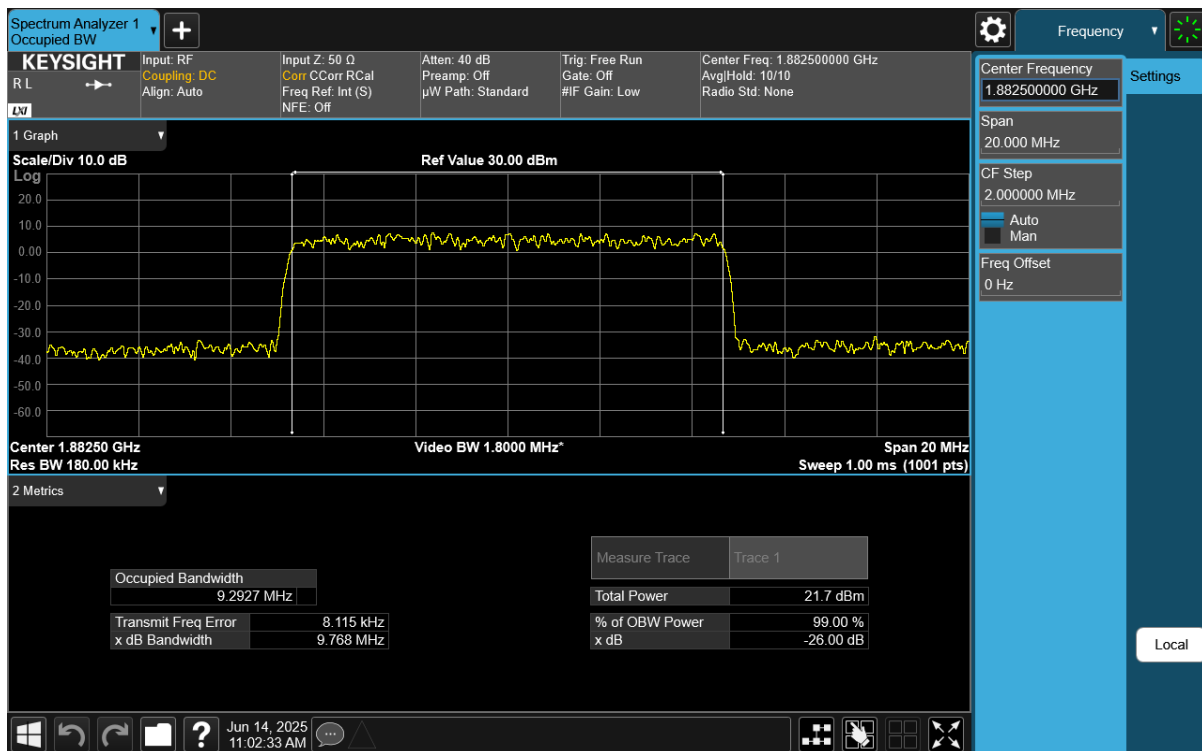 Spectrum Analyzer 1
Occupied BW
+
Frequency
KEYSIGHT
R L
LXI
Input: RF
Coupling: DC
Align: Auto
Input Z: 50 Ω
Corr CCorr RCal
Freq Ref: Int (S)
NFE: Off
Atten: 40 dB
Preamp: Off
µW Path: Standard
Trig: Free Run
Gate: Off
#IF Gain: Low
Center Freq: 1.882500000 GHz
Avg|Hold: 10/10
Radio Std: None
Center Frequency
1.882500000 GHz
Settings
Span
20.000 MHz
CF Step
2.000000 MHz
Auto
Man
Freq Offset
0 Hz
Local
1 Graph
Scale/Div 10.0 dB
Ref Value 30.00 dBm
Log
20.0
10.0
0.00
-10.0
-20.0
-30.0
-40.0
-50.0
-60.0
Center 1.88250 GHz
Video BW 1.8000 MHz*
Span 20 MHz
Res BW 180.00 kHz
Sweep 1.00 ms (1001 pts)
2 Metrics
Measure Trace Trace 1
Occupied Bandwidth
9.2927 MHz
Total Power 21.7 dBm
Transmit Freq Error 8.115 kHz
% of OBW Power 99.00 %
x dB Bandwidth 9.768 MHz
x dB -26.00 dB
?
Jun 14, 2025
11:02:33 AM